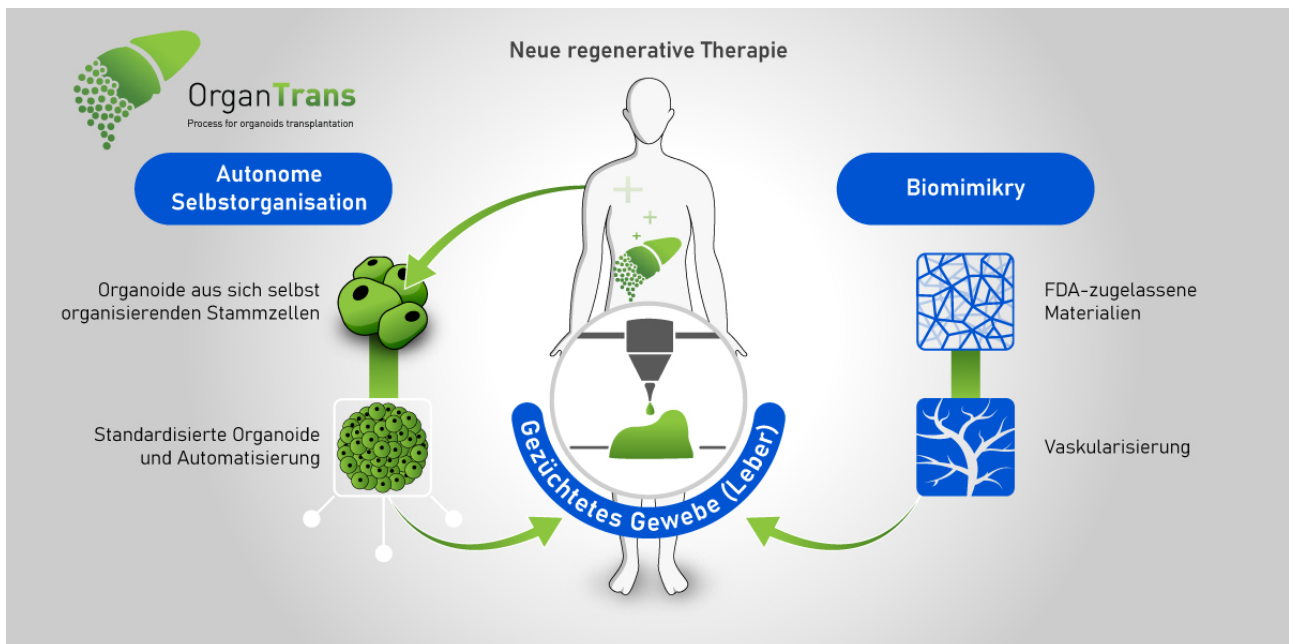 Neue regenerative Therapie
OrganTrans
Process for organoids transplantation
Autonome
Selbstorganisation
Organoide aus sich selbst
organisierenden Stammzellen
Standardisierte Organoide
und Automatisierung
Gezüchtetes Gewebe (Leber)
Biomimikry
FDA-zugelassene
Materialien
Vaskularisierung